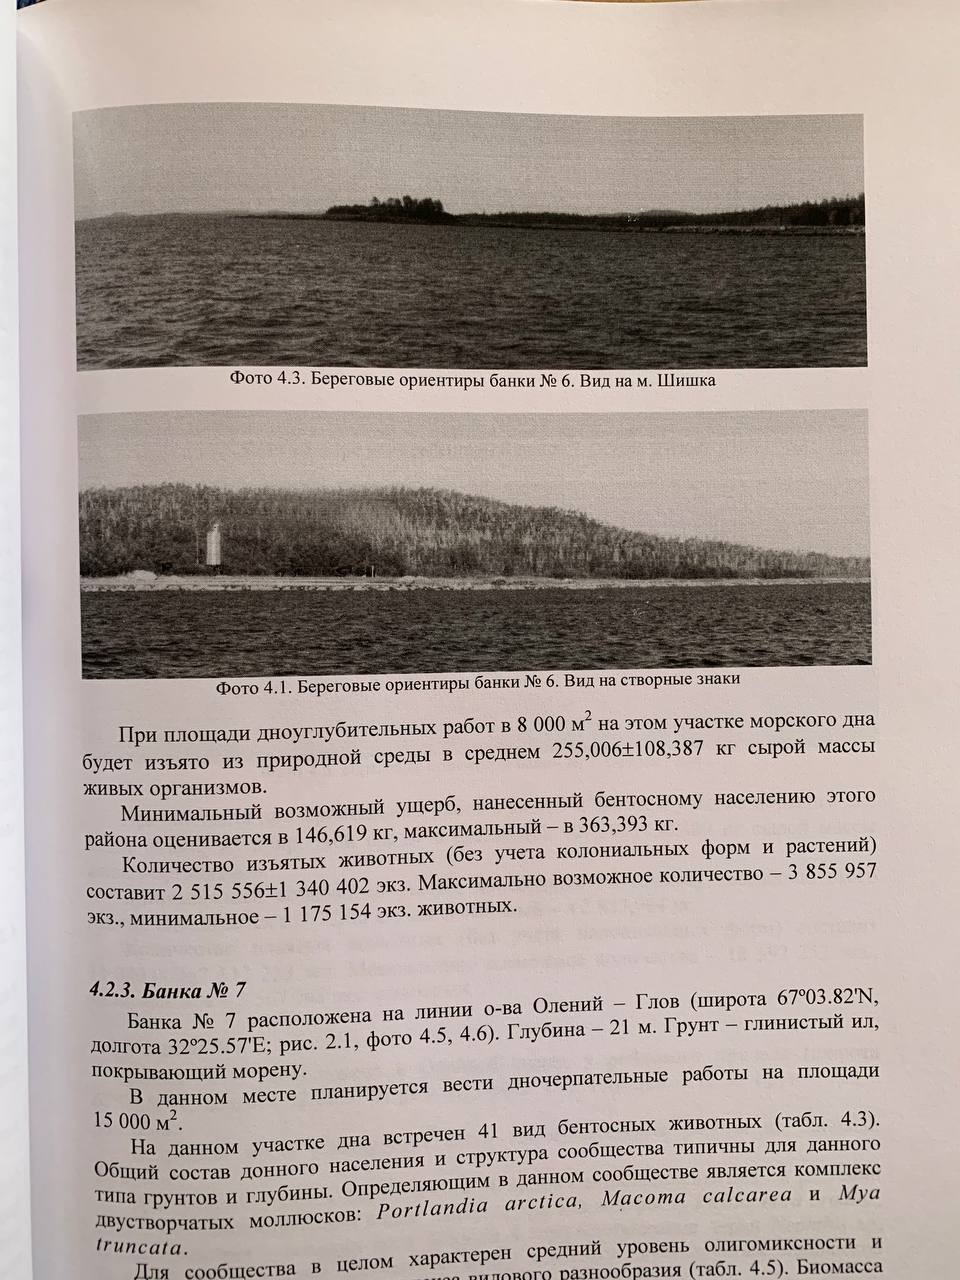 Фото 4.3. Береговые ориентиры банки № 6. Вид на м. Шишка
Фото 4.1. Береговые ориентиры банки № 6. Вид на створные знаки
При площади дноуглубительных работ в 8 000 м² на этом участке морского дна
будет изъято из природной среды в среднем 255,006±108,387 кг сырой массы
живых организмов.
Минимальный возможный ущерб, нанесенный бентосному населению этого
района оценивается в 146,619 кг, максимальный – в 363,393 кг.
Количество изъятых животных (без учета колониальных форм и растений)
составит 2 515 556±1 340 402 экз. Максимально возможное количество – 3 855 957
экз., минимальное – 1 175 154 экз. животных.
4.2.3. Банка № 7
Банка № 7 расположена на линии о-ва Олений – Глов (широта 67º03.82'N,
долгота 32º25.57'E; рис. 2.1, фото 4.5, 4.6). Глубина – 21 м. Грунт – глинистый ил,
покрывающий морену.
В данном месте планируется вести дночерпательные работы на площади
15 000 м².
На данном участке дна встречен 41 вид бентосных животных (табл. 4.3).
Общий состав донного населения и структура сообщества типичны для данного
типа грунтов и глубины. Определяющим в данном сообществе является комплекс
двустворчатых моллюсков: Portlandia arctica, Macoma calcarea и Mya
truncata.
Для сообщества в целом характерен средний уровень олигомиксности и
видового разнообразия (табл. 4.5). Биомасса